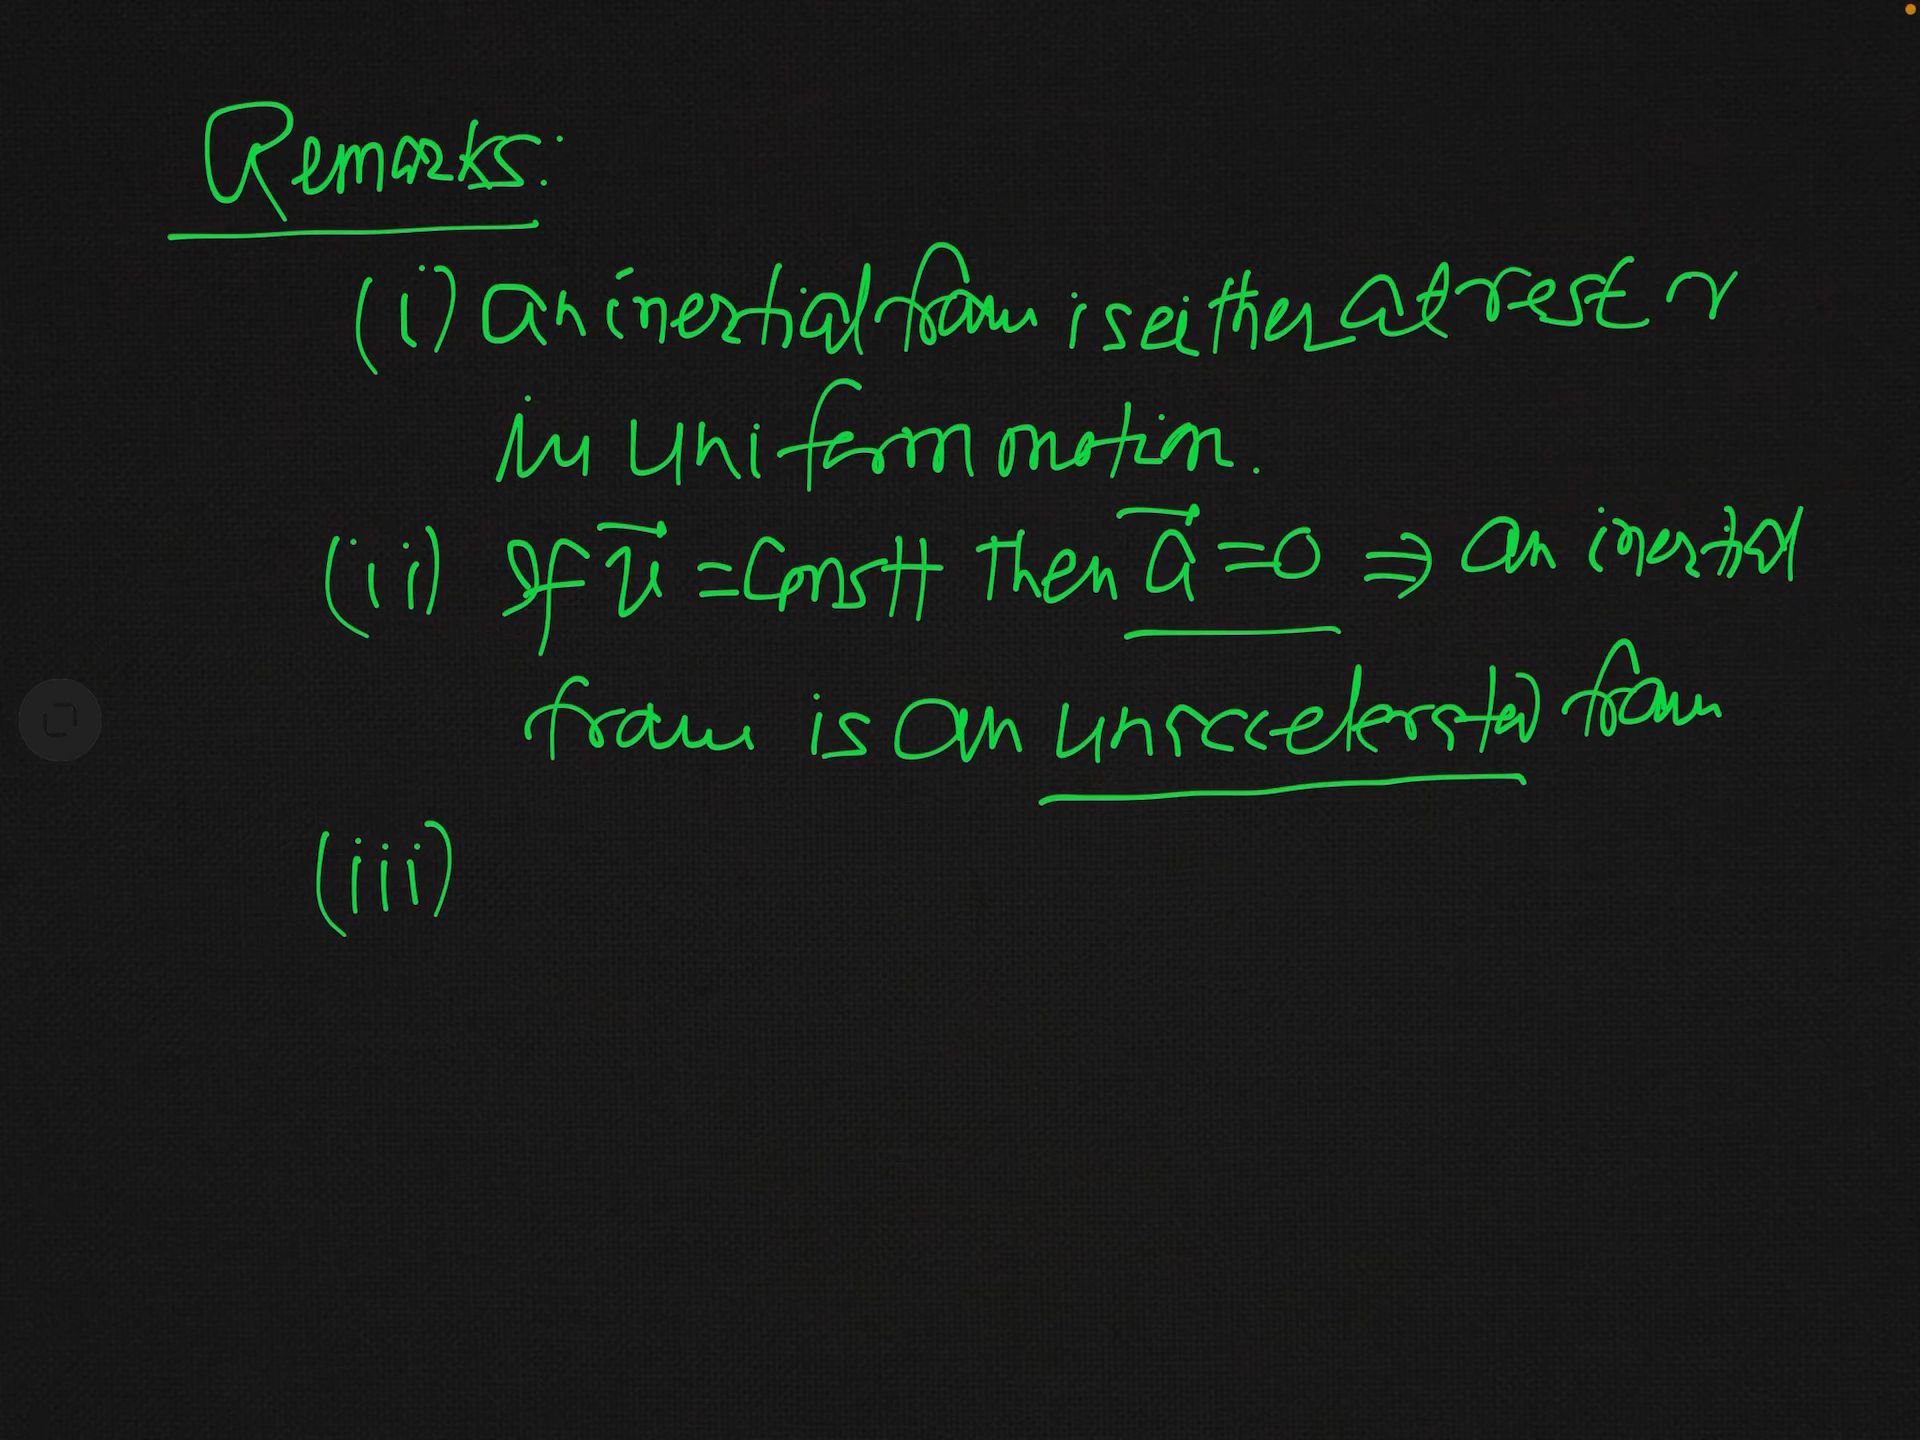 Remarks:
(i) an inertial frame is either at rest or
in uniform motion.
(ii) If v⃗ = Constt then a⃗ = 0 ⇒ an inertial
frame is an unaccelerated frame
(iii)